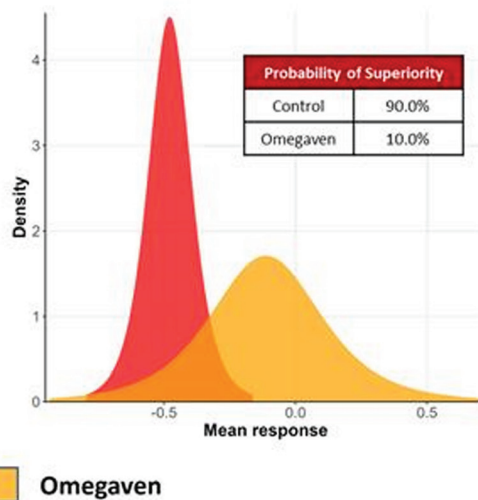 4
3
2
1
0
Density
Probability of Superiority
Control 90.0%
Omegaven 10.0%
-0.5 0.0 0.5
Mean response
Omegaven